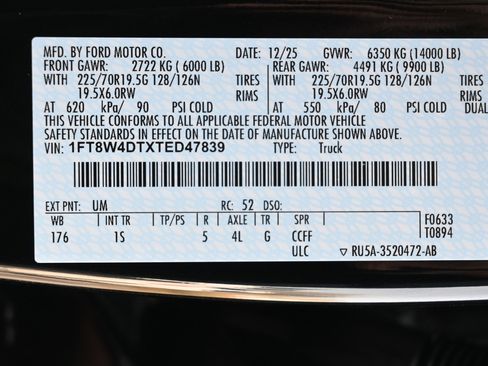 MFD. BY FORD MOTOR CO. DATE: 12/25 GVWR: 6350 KG (14000 LB)
FRONT GAWR: 2722 KG (6000 LB) REAR GAWR: 4491 KG (9900 LB)
WITH 225/70R19.5G 128/126N TIRES WITH 225/70R19.5G 128/126N TIRES
19.5X6.0RW RIMS 19.5X6.0RW RIMS
AT 620 kPa/ 90 PSI COLD AT 550 kPa/ 80 PSI COLD DUAL
THIS VEHICLE CONFORMS TO ALL APPLICABLE FEDERAL MOTOR VEHICLE
SAFETY STANDARDS IN EFFECT ON THE DATE OF MANUFACTURE SHOWN ABOVE.
VIN: 1FT8W4DTXTED47839 TYPE: Truck
EXT PNT: UM RC: 52 DSO:
WB INT TR TP/PS R AXLE TR SPR F0633
176 1S 5 4L G CCFF T0894
ULC RU5A-3520472-AB